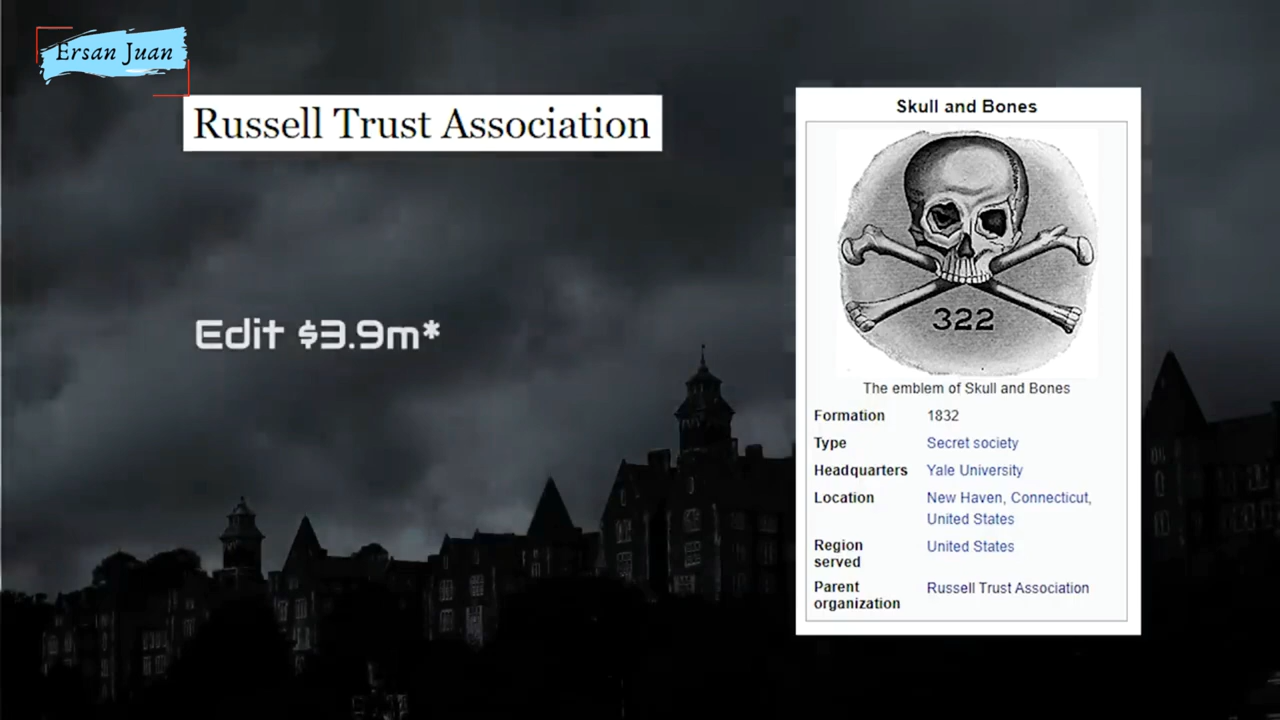 Ersan Juan
Russell Trust Association
Edit $3.9m*
Skull and Bones
322
The emblem of Skull and Bones
Formation 1832
Type Secret society
Headquarters Yale University
Location New Haven, Connecticut,
United States
Region
served United States
Parent
organization Russell Trust Association